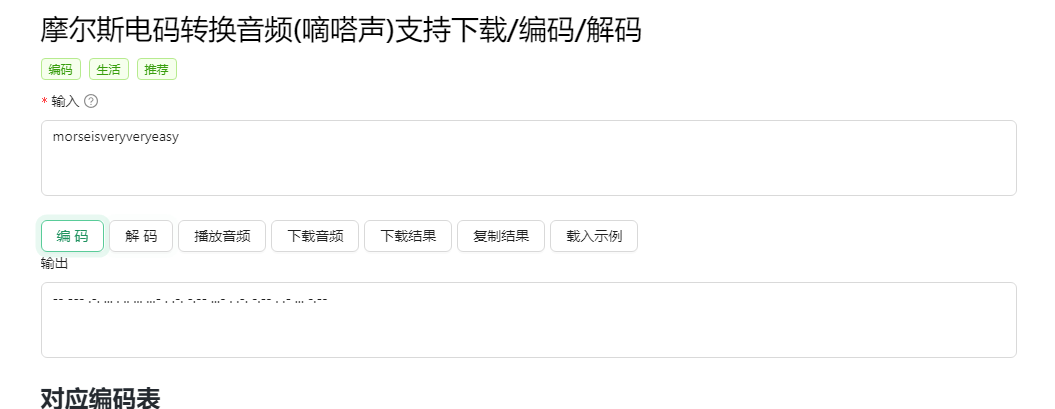 摩尔斯电码转换音频(嘀嗒声)支持下载/编码/解码
编码 生活 推荐
* 输入 ?
morseisveryveryeasy
编 码 解 码 播放音频 下载音频 下载结果 复制结果 载入示例
输出
-- --- .-. ... . .. ... ...- . .-. -.-- ...- . .-. -.-- . .- ... -.--
对应编码表